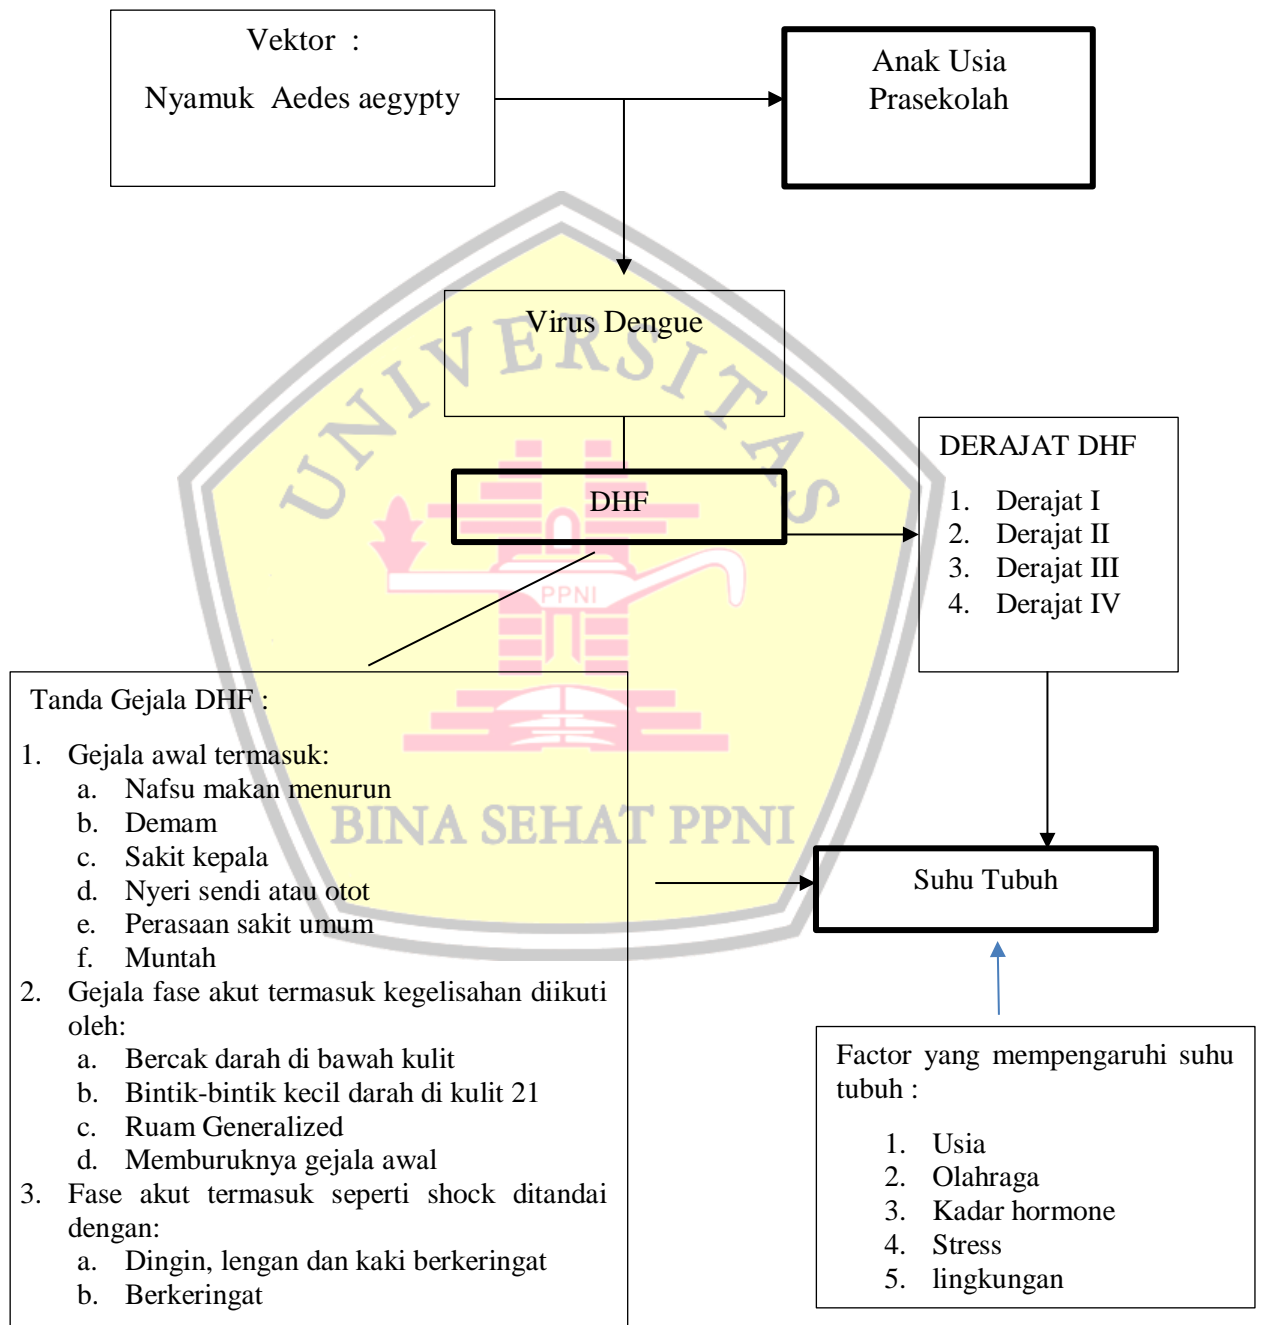 Vektor :
Nyamuk Aedes aegypty
Anak Usia
Prasekolah
Virus Dengue
UNIVERSITAS
DHF
PPNI
DERAJAT DHF
1. Derajat I
2. Derajat II
3. Derajat III
4. Derajat IV
BINA SEHAT PPNI
Tanda Gejala DHF :
1. Gejala awal termasuk:
a. Nafsu makan menurun
b. Demam
c. Sakit kepala
d. Nyeri sendi atau otot
e. Perasaan sakit umum
f. Muntah
2. Gejala fase akut termasuk kegelisahan diikuti
oleh:
a. Bercak darah di bawah kulit
b. Bintik-bintik kecil darah di kulit 21
c. Ruam Generalized
d. Memburuknya gejala awal
3. Fase akut termasuk seperti shock ditandai
dengan:
a. Dingin, lengan dan kaki berkeringat
b. Berkeringat
Suhu Tubuh
Factor yang mempengaruhi suhu
tubuh :
1. Usia
2. Olahraga
3. Kadar hormone
4. Stress
5. lingkungan